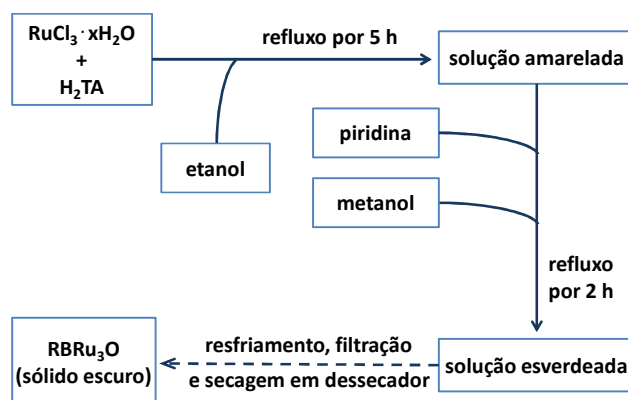 RuCl₃·xH₂O
+
H₂TA
refluxo por 5 h
solução amarelada
etanol
piridina
metanol
refluxo
por 2 h
solução esverdeada
resfriamento, filtração
e secagem em dessecador
RBRu₃O
(sólido escuro)